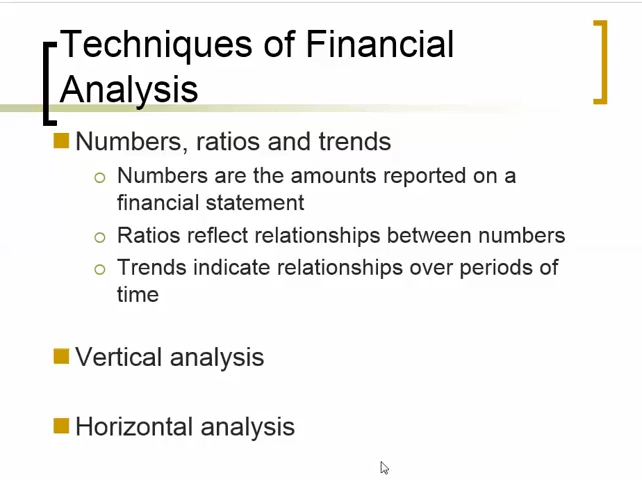 Techniques of Financial
Analysis
Numbers, ratios and trends
Numbers are the amounts reported on a
financial statement
Ratios reflect relationships between numbers
Trends indicate relationships over periods of
time
Vertical analysis
Horizontal analysis